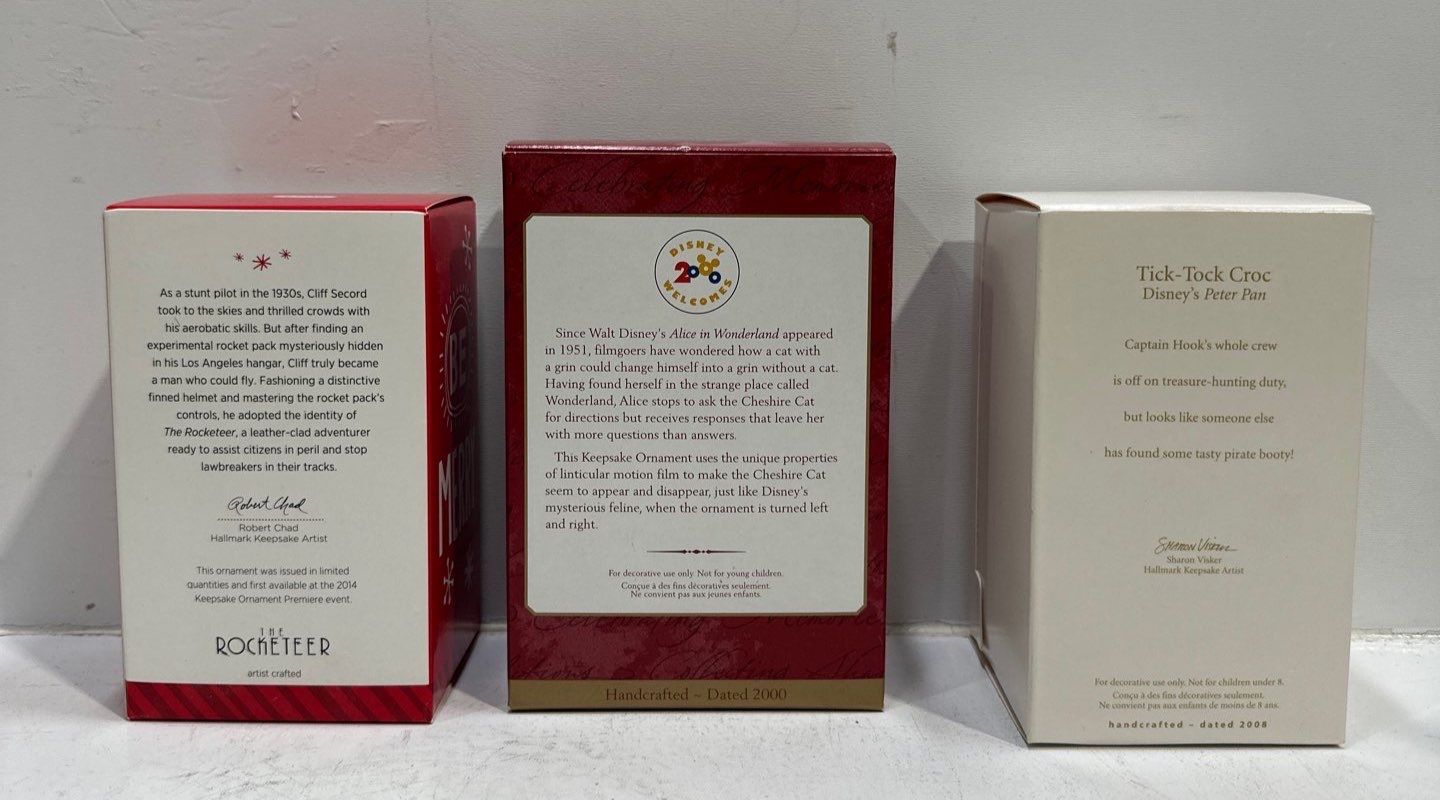 As a stunt pilot in the 1930s, Cliff Secord
took to the skies and thrilled crowds with
his aerobatic skills. But after finding an
experimental rocket pack mysteriously hidden
in his Los Angeles hangar, Cliff truly became
a man who could fly. Fashioning a distinctive
finned helmet and mastering the rocket pack's
controls, he adopted the identity of
The Rocketeer, a leather-clad adventurer
ready to assist citizens in peril and stop
lawbreakers in their tracks.
Robert Chad
Robert Chad
Hallmark Keepsake Artist
This ornament was issued in limited
quantities and first available at the 2014
Keepsake Ornament Premiere event.
THE
ROCKETEER
artist crafted
BE
MERRY
Celebrating Memories
DISNEY
2000
WELCOMES
Since Walt Disney's Alice in Wonderland appeared
in 1951, filmgoers have wondered how a cat with
a grin could change himself into a grin without a cat.
Having found herself in the strange place called
Wonderland, Alice stops to ask the Cheshire Cat
for directions but receives responses that leave her
with more questions than answers.
This Keepsake Ornament uses the unique properties
of linticular motion film to make the Cheshire Cat
seem to appear and disappear, just like Disney's
mysterious feline, when the ornament is turned left
and right.
For decorative use only. Not for young children.
Conçue à des fins décoratives seulement.
Ne convient pas aux jeunes enfants.
Celebrating Memories
Collecting
Handcrafted ~ Dated 2000
Tick-Tock Croc
Disney's Peter Pan
Captain Hook's whole crew
is off on treasure-hunting duty,
but looks like someone else
has found some tasty pirate booty!
Sharon Visker
Sharon Visker
Hallmark Keepsake Artist
For decorative use only. Not for children under 8.
Conçu à des fins décoratives seulement.
Ne convient pas aux enfants de moins de 8 ans.
handcrafted – dated 2008